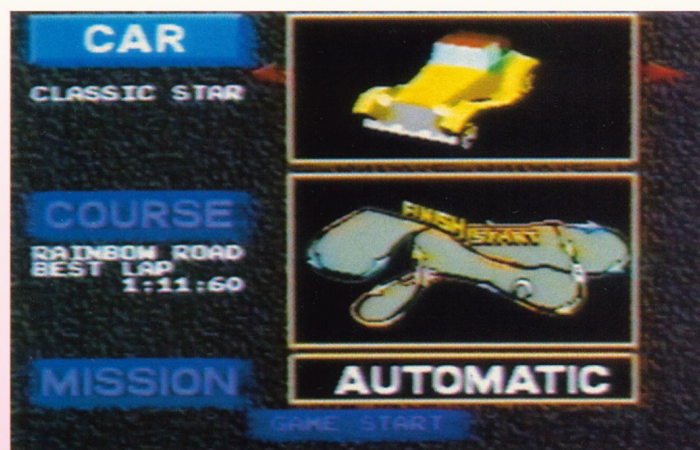 CAR
CLASSIC STAR
FINISH START
COURSE
RAINBOW ROAD
BEST LAP
1:11:60
MISSION
AUTOMATIC
GAME START